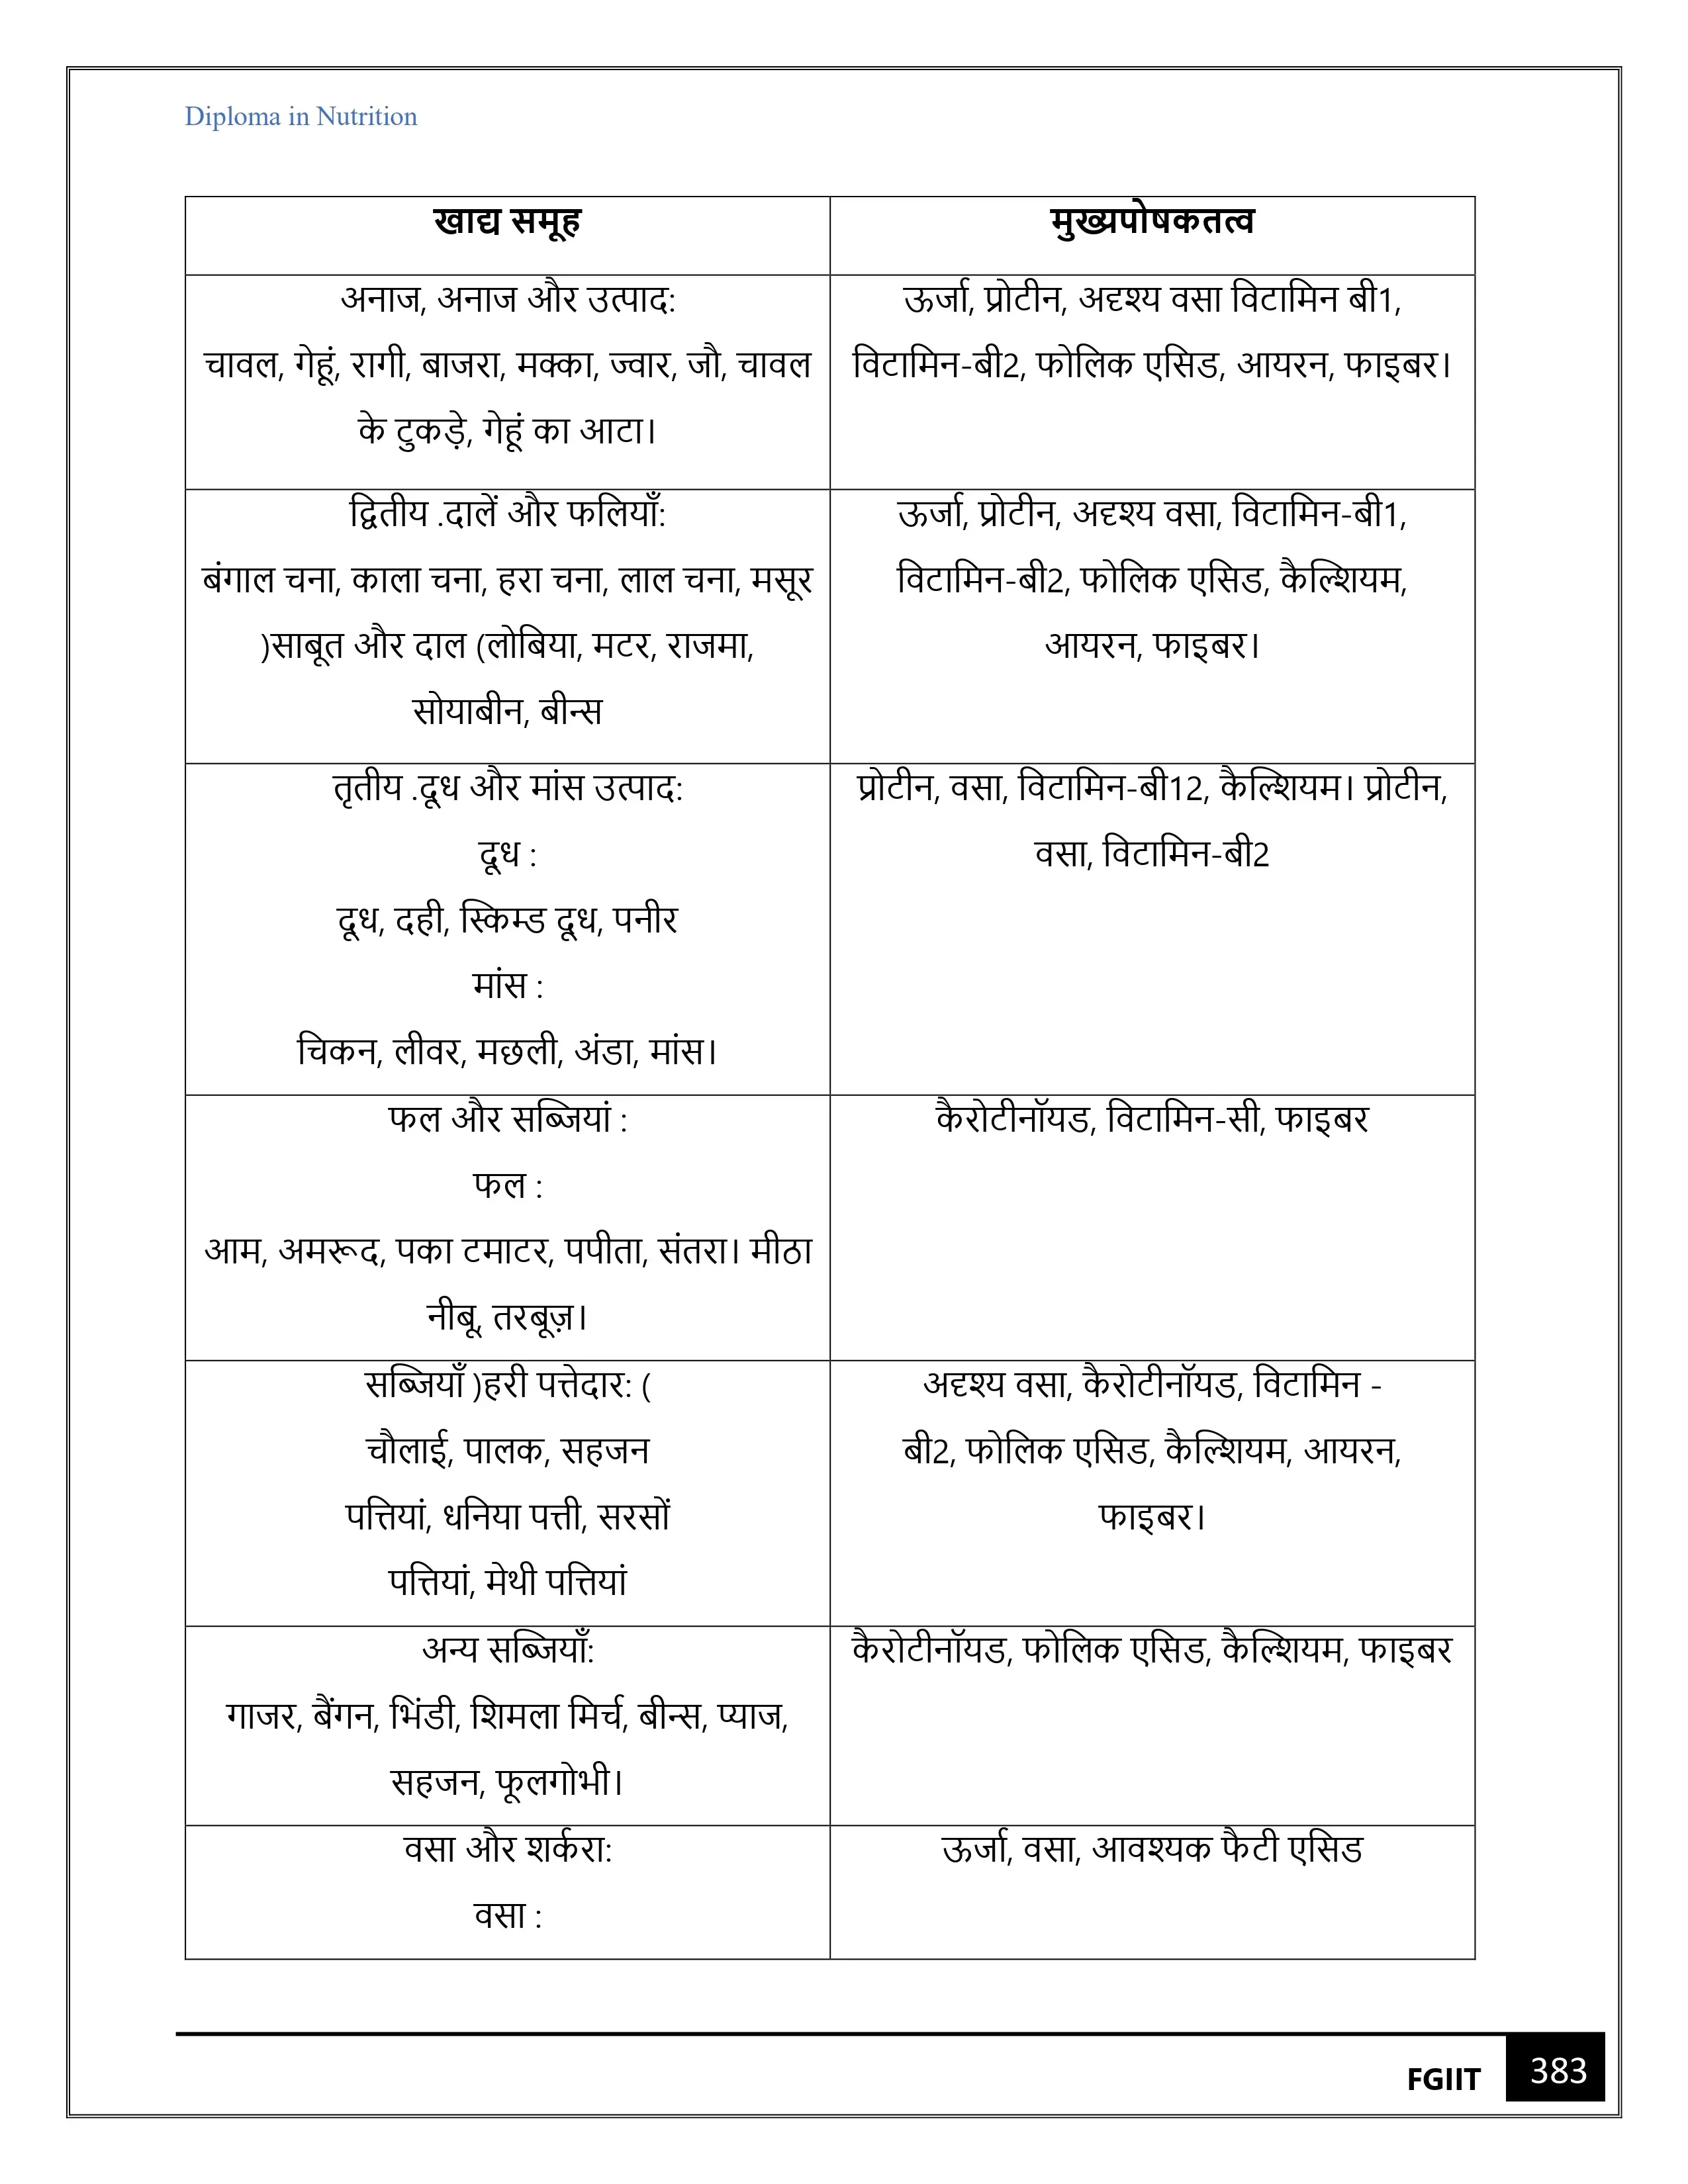 Diploma in Nutrition
खाद्य समूह
मुख्यपोषकतत्व
अनाज, अनाज और उत्पाद:
चावल, गेहूं, रागी, बाजरा, मक्का, ज्वार, जौ, चावल
के टुकड़े, गेहूं का आटा।
ऊर्जा, प्रोटीन, अदृश्य वसा विटामिन बी1,
विटामिन-बी2, फोलिक एसिड, आयरन, फाइबर।
द्वितीय .दालें और फलियाँ:
बंगाल चना, काला चना, हरा चना, लाल चना, मसूर
)साबूत और दाल (लोबिया, मटर, राजमा,
सोयाबीन, बीन्स
ऊर्जा, प्रोटीन, अदृश्य वसा, विटामिन-बी1,
विटामिन-बी2, फोलिक एसिड, कैल्शियम,
आयरन, फाइबर।
तृतीय .दूध और मांस उत्पाद:
दूध :
दूध, दही, स्किम्ड दूध, पनीर
मांस :
चिकन, लीवर, मछली, अंडा, मांस।
प्रोटीन, वसा, विटामिन-बी12, कैल्शियम। प्रोटीन,
वसा, विटामिन-बी2
फल और सब्जियां :
फल :
आम, अमरूद, पका टमाटर, पपीता, संतरा। मीठा
नीबू, तरबूज़।
कैरोटीनॉयड, विटामिन-सी, फाइबर
सब्जियाँ )हरी पत्तेदार: (
चौलाई, पालक, सहजन
पत्तियां, धनिया पत्ती, सरसों
पत्तियां, मेथी पत्तियां
अदृश्य वसा, कैरोटीनॉयड, विटामिन -
बी2, फोलिक एसिड, कैल्शियम, आयरन,
फाइबर।
अन्य सब्जियाँ:
गाजर, बैंगन, भिंडी, शिमला मिर्च, बीन्स, प्याज,
सहजन, फूलगोभी।
कैरोटीनॉयड, फोलिक एसिड, कैल्शियम, फाइबर
वसा और शर्करा:
वसा :
ऊर्जा, वसा, आवश्यक फैटी एसिड
FGIIT
383